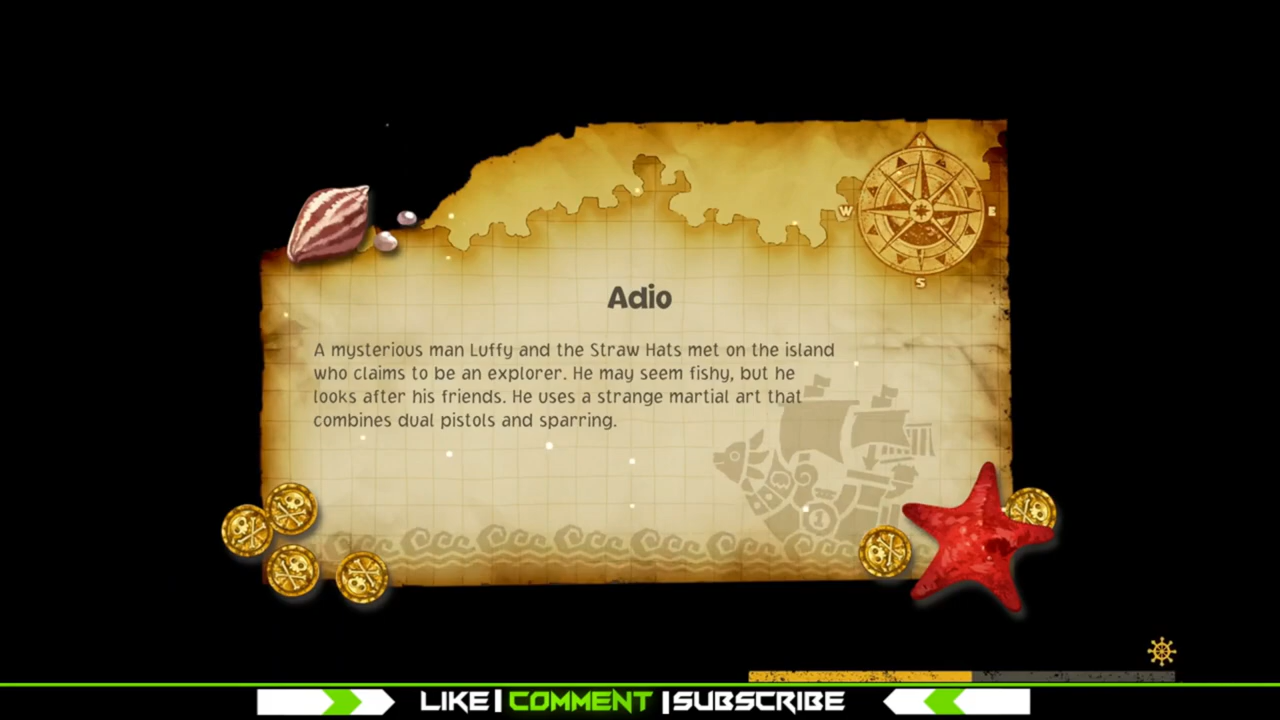 N
W
E
S
Adio
A mysterious man Luffy and the Straw Hats met on the island
who claims to be an explorer. He may seem fishy, but he
looks after his friends. He uses a strange martial art that
combines dual pistols and sparring.
1
LIKE| COMMENT |SUBSCRIBE